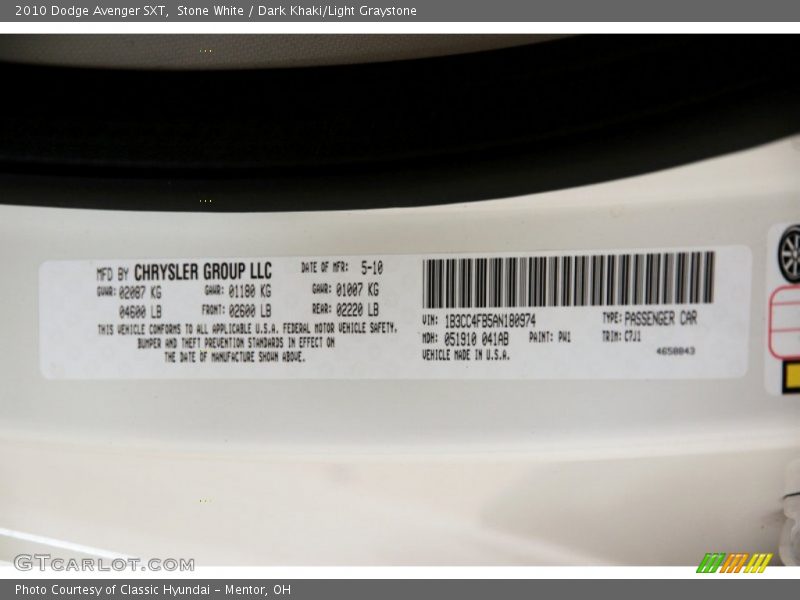 2010 Dodge Avenger SXT,  Stone White / Dark Khaki/Light Graystone
MFD BY CHRYSLER GROUP LLC DATE OF MFR: 5-10
GVWR: 02087 KG GAWR: 01180 KG GAWR: 01007 KG
04600 LB FRONT: 02600 LB REAR: 02220 LB
THIS VEHICLE CONFORMS TO ALL APPLICABLE U.S.A. FEDERAL MOTOR VEHICLE SAFETY,
BUMPER AND THEFT PREVENTION STANDARDS IN EFFECT ON
THE DATE OF MANUFACTURE SHOWN ABOVE.
VIN: 1B3CC4FB5AN180974 TYPE: PASSENGER CAR
MDH: 051910 041AB PAINT: PW1 TRIM: C7J1
VEHICLE MADE IN U.S.A. 4658843
GTCARLOT.COM
Photo Courtesy of Classic Hyundai - Mentor, OH